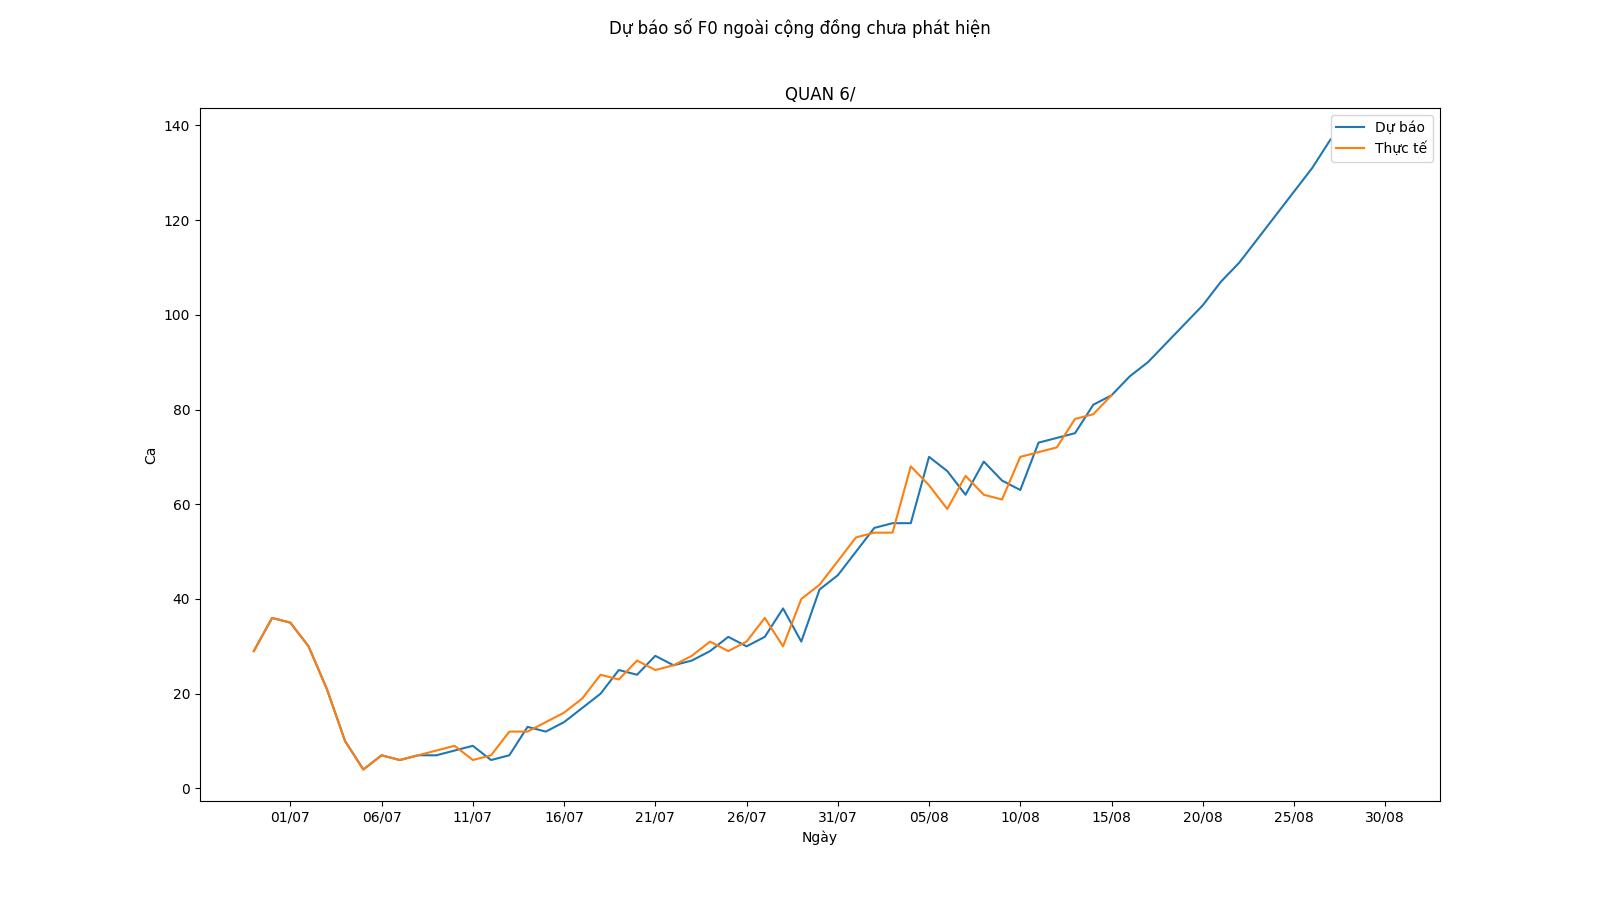 Dự báo số F0 ngoài cộng đồng chưa phát hiện
QUAN 6/
140
120
100
80
60
40
20
0
Ca
Dự báo
Thực tế
01/07 06/07 11/07 16/07 21/07 26/07 31/07 05/08 10/08 15/08 20/08 25/08 30/08
Ngày